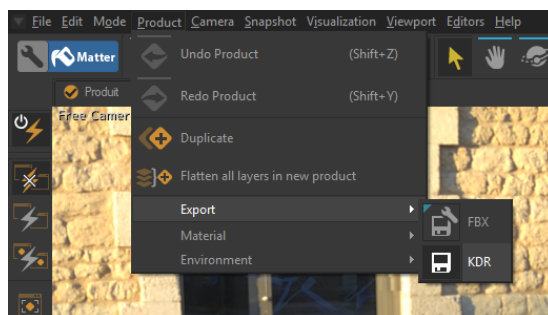 File Edit Mode Product Camera Snapshot Visualization Viewport Editors Help
Matter
Undo Product (Shift+Z)
Produit
Redo Product (Shift+Y)
Free Camer
Duplicate
Flatten all layers in new product
Export
FBX
Material
Environment
KDR